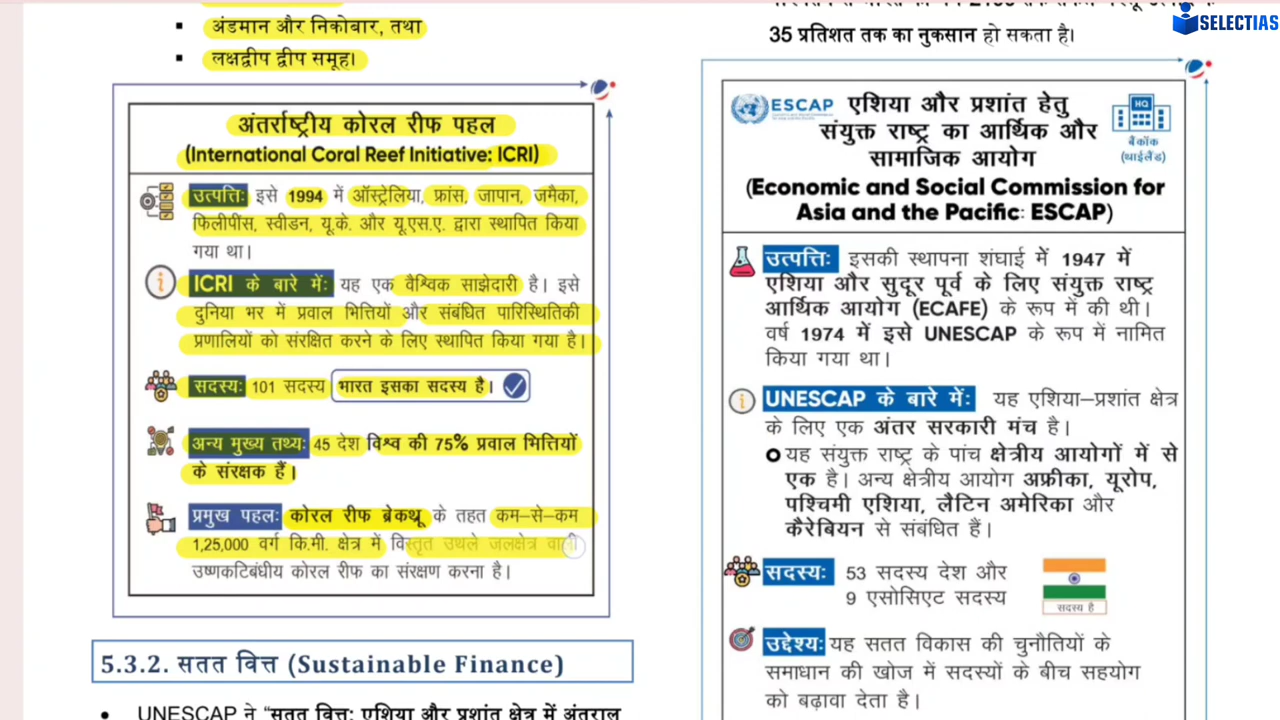 ▪ अंडमान और निकोबार, तथा
▪ लक्षद्वीप द्वीप समूह।
अंतर्राष्ट्रीय कोरल रीफ पहल
(International Coral Reef Initiative: ICRI)
उत्पत्ति: इसे 1994 में ऑस्ट्रेलिया, फ्रांस, जापान, जमैका,
फिलीपींस, स्वीडन, यू.के. और यू.एस.ए. द्वारा स्थापित किया
गया था।
ICRI के बारे में: यह एक वैश्विक साझेदारी है। इसे
दुनिया भर में प्रवाल भित्तियों और संबंधित पारिस्थितिकी
प्रणालियों को संरक्षित करने के लिए स्थापित किया गया है।
सदस्य: 101 सदस्य भारत इसका सदस्य है।
अन्य मुख्य तथ्य: 45 देश विश्व की 75% प्रवाल भित्तियों
के संरक्षक हैं।
प्रमुख पहल: कोरल रीफ ब्रेकथ्रू के तहत कम-से-कम
1,25,000 वर्ग कि.मी. क्षेत्र में विस्तृत उथले जलक्षेत्र वाली
उष्णकटिबंधीय कोरल रीफ का संरक्षण करना है।
5.3.2. सतत वित्त (Sustainable Finance)
• UNESCAP ने "सतत वित्त: एशिया और प्रशांत क्षेत्र में अंतराल
SELECTIAS
35 प्रतिशत तक का नुकसान हो सकता है।
ESCAP
एशिया और प्रशांत हेतु
संयुक्त राष्ट्र का आर्थिक और
सामाजिक आयोग
(Economic and Social Commission for
Asia and the Pacific: ESCAP)
HQ
बैंकॉक
(थाईलैंड)
उत्पत्ति: इसकी स्थापना शंघाई में 1947 में
एशिया और सुदूर पूर्व के लिए संयुक्त राष्ट्र
आर्थिक आयोग (ECAFE) के रूप में की थी।
वर्ष 1974 में इसे UNESCAP के रूप में नामित
किया गया था।
UNESCAP के बारे में: यह एशिया-प्रशांत क्षेत्र
के लिए एक अंतर सरकारी मंच है।
यह संयुक्त राष्ट्र के पांच क्षेत्रीय आयोगों में से
एक है। अन्य क्षेत्रीय आयोग अफ्रीका, यूरोप,
पश्चिमी एशिया, लैटिन अमेरिका और
कैरेबियन से संबंधित हैं।
सदस्य: 53 सदस्य देश और
9 एसोसिएट सदस्य
सदस्य है
उद्देश्य: यह सतत विकास की चुनौतियों के
समाधान की खोज में सदस्यों के बीच सहयोग
को बढ़ावा देता है।